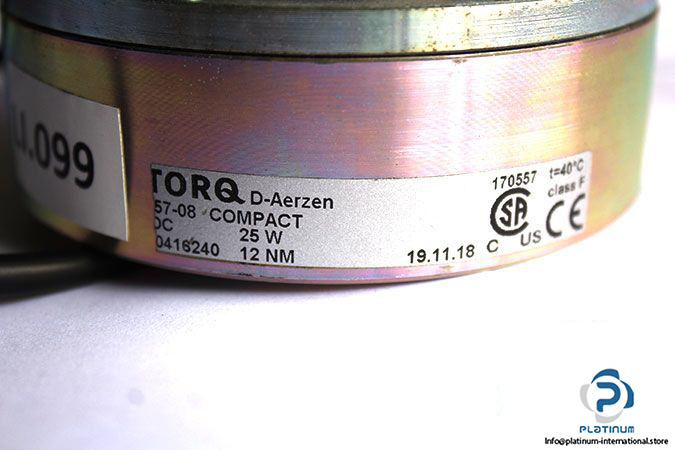 .099
TORQ D-Aerzen
57-08 COMPACT
DC 25 W
0416240 12 NM
19.11.18
170557 t=40°C
class F
C SA US CE
PLATINUM
Info@platinum-international.store